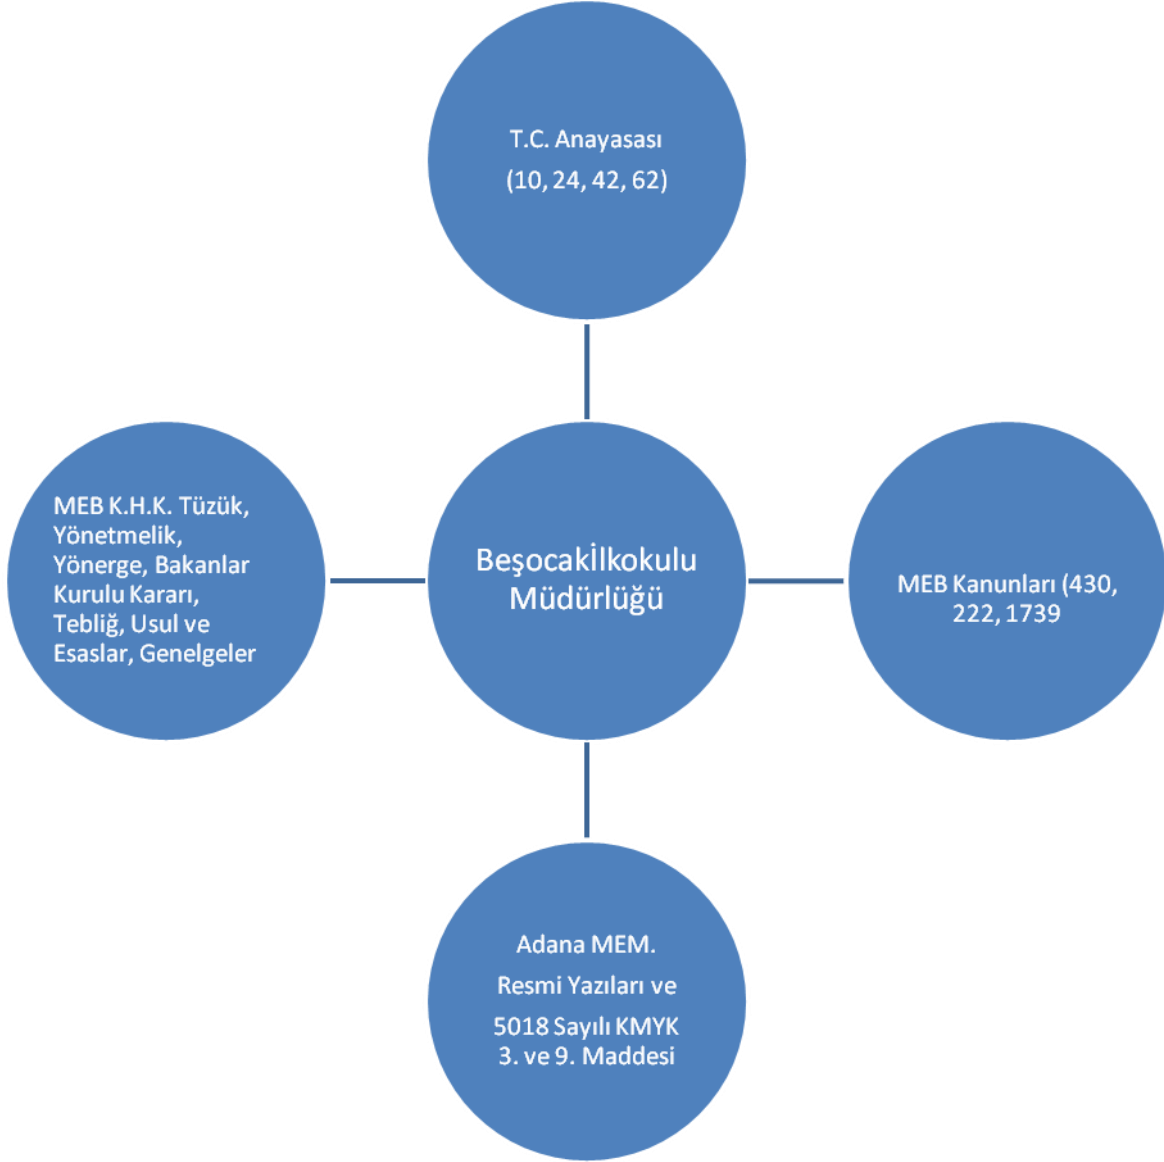 T.C. Anayasası
(10, 24, 42, 62)
MEB K.H.K. Tüzük,
Yönetmelik,
Yönerge, Bakanlar
Kurulu Kararı,
Tebliğ, Usul ve
Esaslar, Genelgeler
Beşocakİlkokulu
Müdürlüğü
MEB Kanunları (430,
222, 1739
Adana MEM.
Resmi Yazıları ve
5018 Sayılı KMYK
3. ve 9. Maddesi